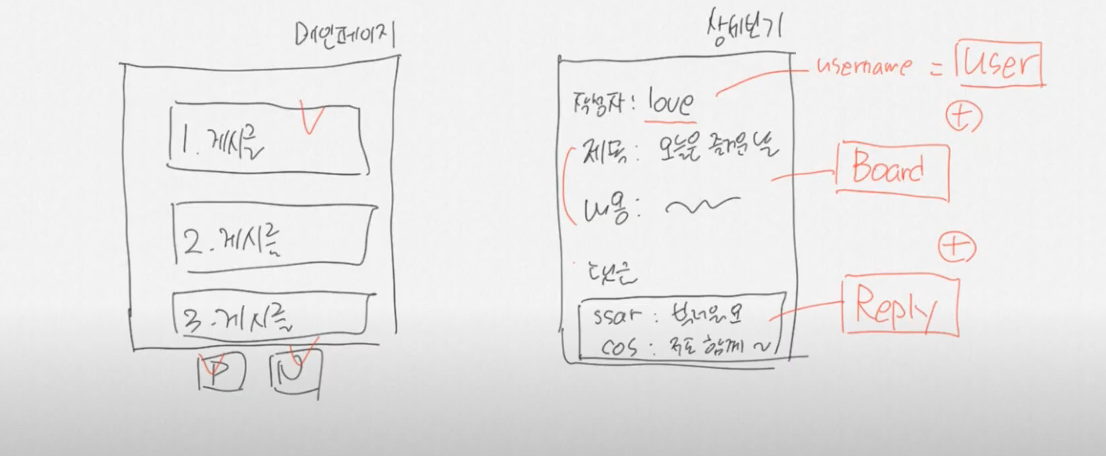 메인페이지
1. 게시글
2. 게시글
3. 게시글
P
N
상세보기
작성자 : love
제목 : 오늘은 즐거운 날
내용 :
댓글
ssar : 부러워요
cos : 저도 함께 ~
username = User
+
Board
+
Reply